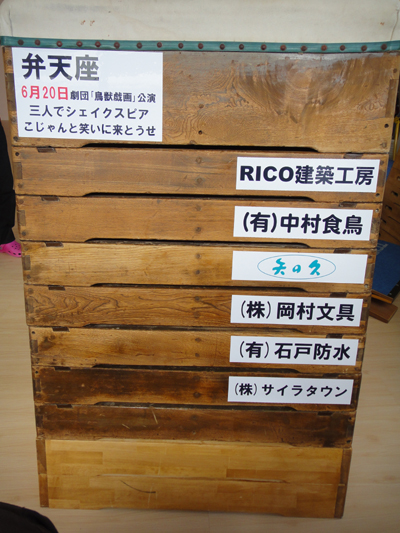 弁天座
6月20日劇団「鳥獣戯画」公演
三人でシェイクスピア
こじゃんと笑いに来とうせ
RICO建築工房
(有)中村食鳥
矢の久
(株)岡村文具
(有)石戸防水
(株)サイラタウン